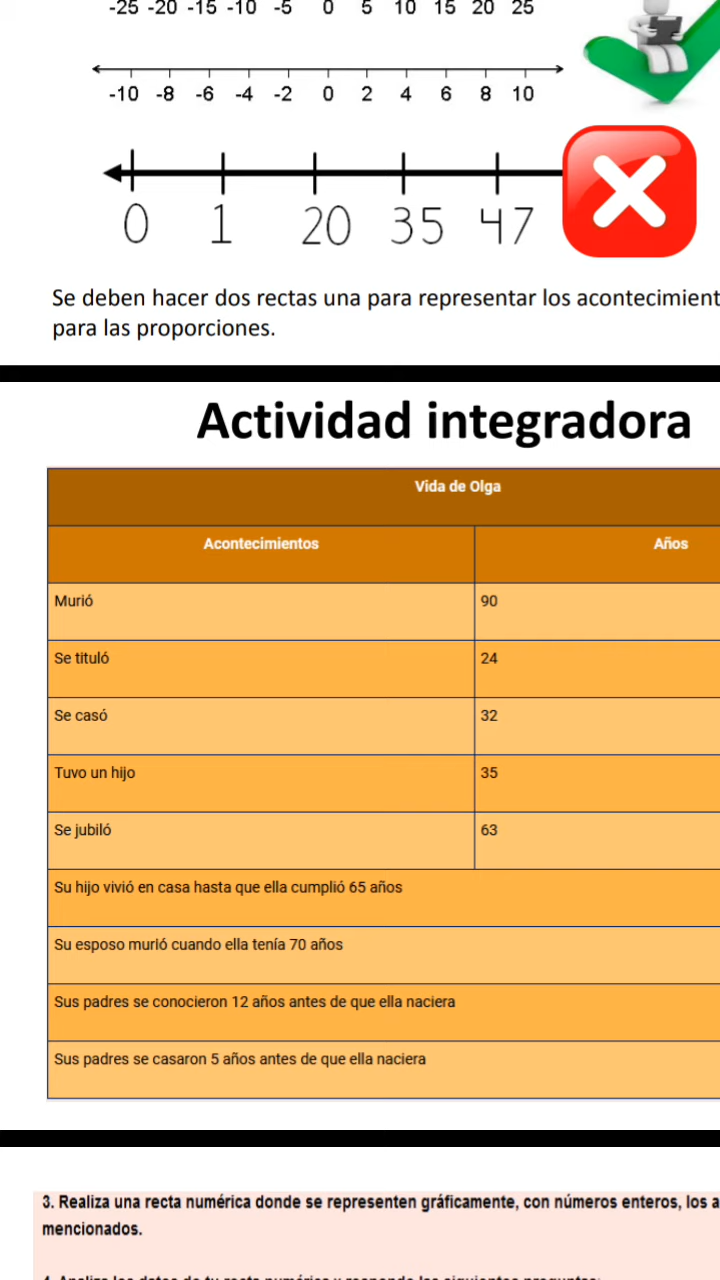 -25 -20 -15 -10 -5 0 5 10 15 20 25
-10 -8 -6 -4 -2 0 2 4 6 8 10
0 1 20 35 47
Se deben hacer dos rectas una para representar los acontecimient
para las proporciones.
Actividad integradora
Vida de Olga
Acontecimientos Años
Murió 90
Se tituló 24
Se casó 32
Tuvo un hijo 35
Se jubiló 63
Su hijo vivió en casa hasta que ella cumplió 65 años
Su esposo murió cuando ella tenía 70 años
Sus padres se conocieron 12 años antes de que ella naciera
Sus padres se casaron 5 años antes de que ella naciera
3. Realiza una recta numérica donde se representen gráficamente, con números enteros, los a
mencionados.